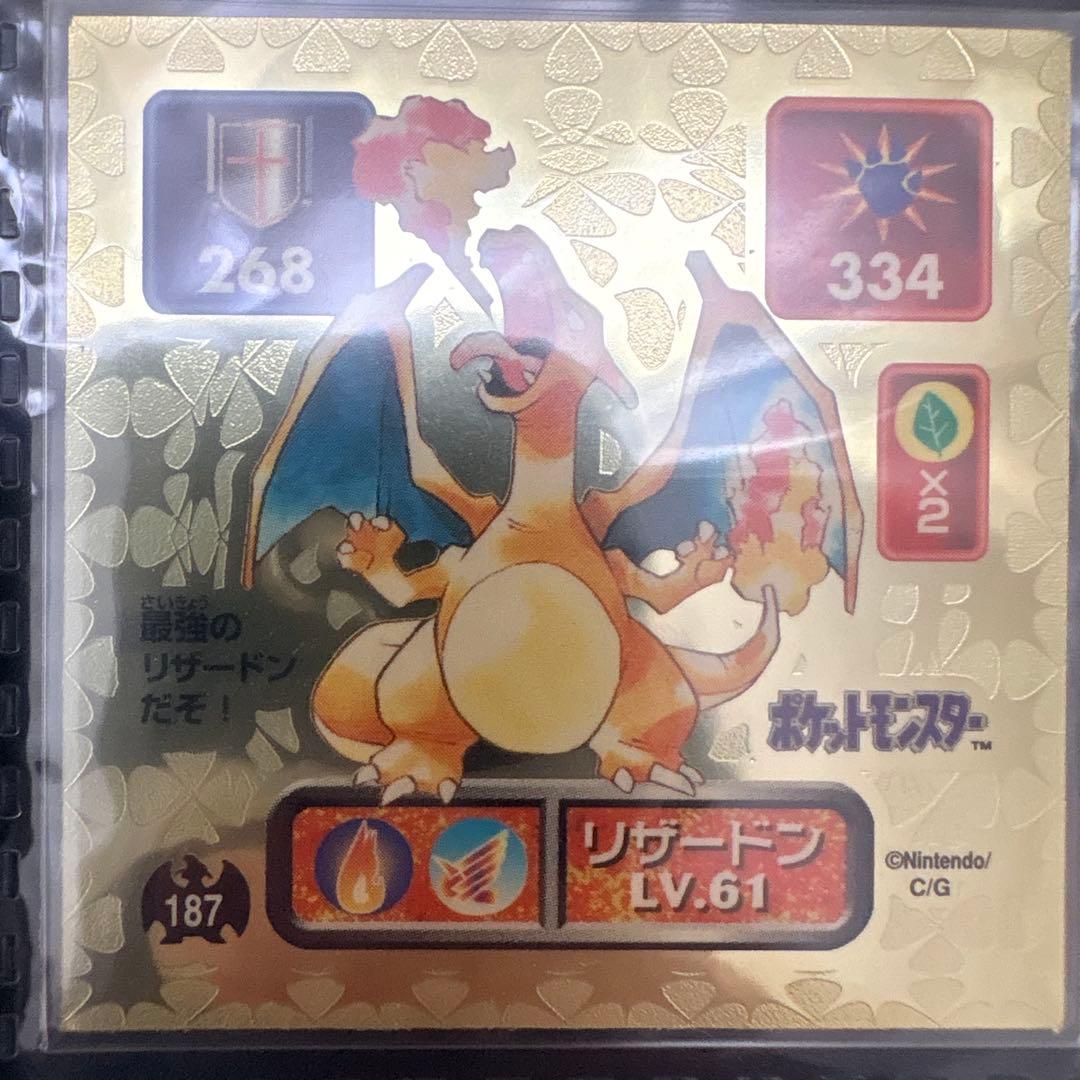 268
334
×2
さいきょう
最強の
リザードン
だぞ！
ポケットモンスター™
リザードン
LV.61
187
©Nintendo/
C/G